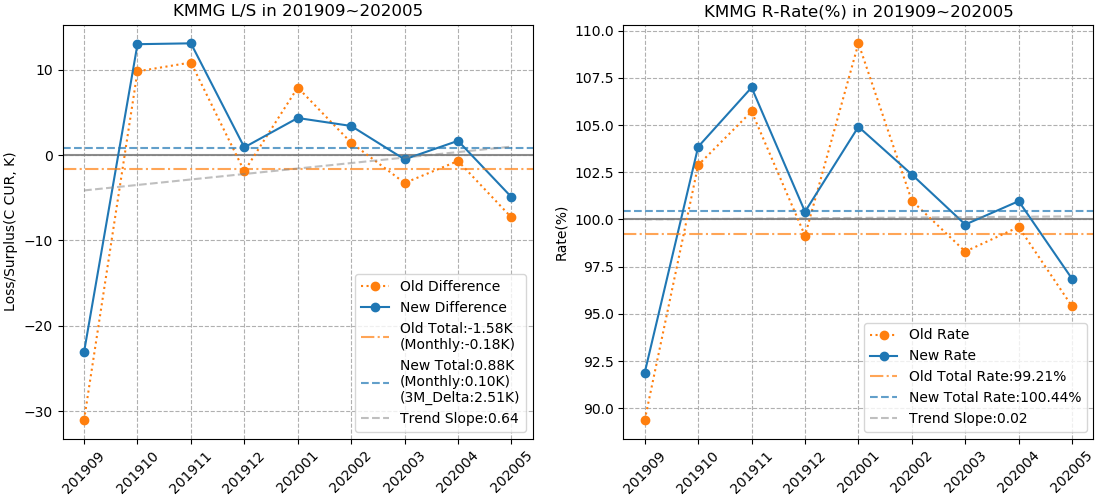 KMMG L/S in 201909~202005
Loss/Surplus(C CUR, K)
10
0
−10
−20
−30
Old Difference
New Difference
Old Total:-1.58K
(Monthly:-0.18K)
New Total:0.88K
(Monthly:0.10K)
(3M_Delta:2.51K)
Trend Slope:0.64
201909
201910
201911
201912
202001
202002
202003
202004
202005
KMMG R-Rate(%) in 201909~202005
Rate(%)
110.0
107.5
105.0
102.5
100.0
97.5
95.0
92.5
90.0
Old Rate
New Rate
Old Total Rate:99.21%
New Total Rate:100.44%
Trend Slope:0.02
201909
201910
201911
201912
202001
202002
202003
202004
202005